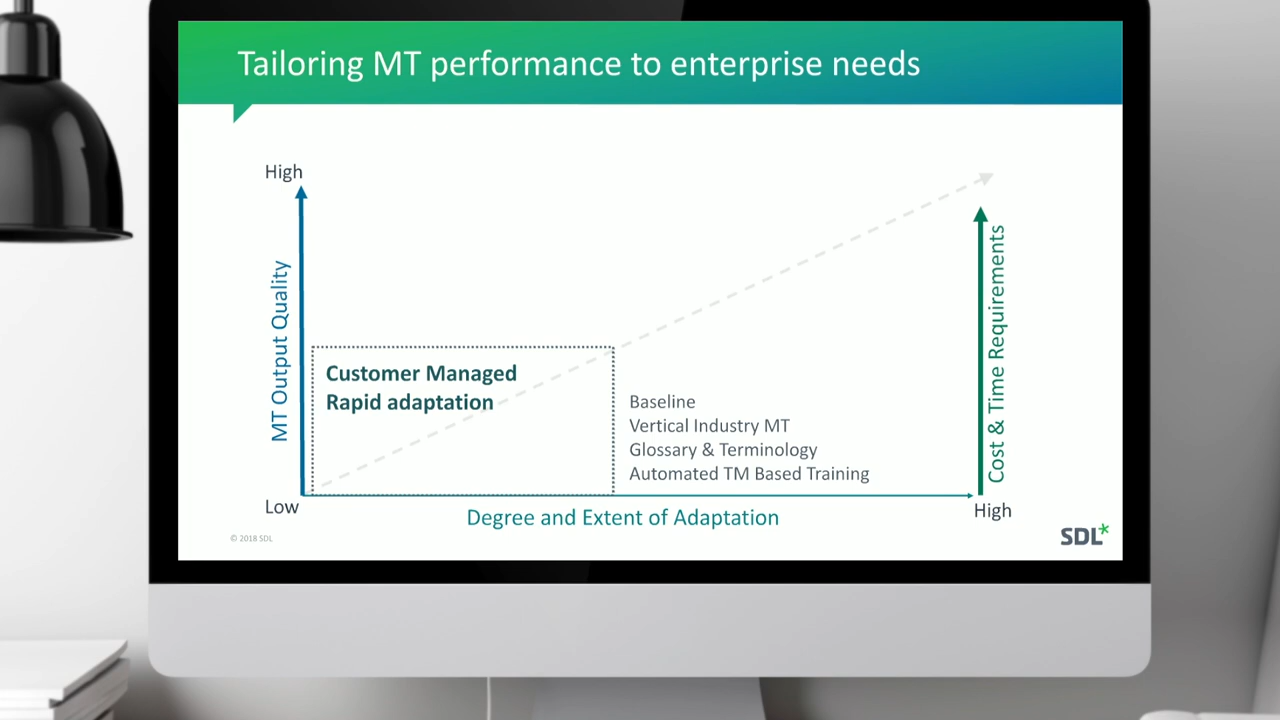 Tailoring MT performance to enterprise needs
High
MT Output Quality
Customer Managed
Rapid adaptation
Baseline
Vertical Industry MT
Glossary & Terminology
Automated TM Based Training
Cost & Time Requirements
Low
High
Degree and Extent of Adaptation
© 2018 SDL
SDL*